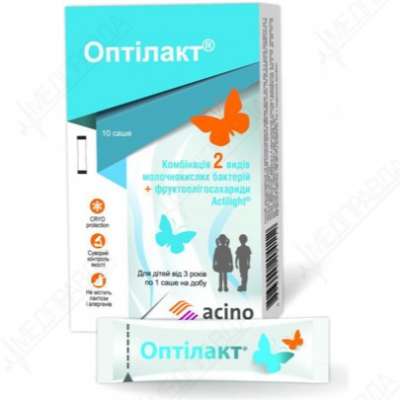 Оптілакт®
10 саше
Комбінація 2 видів
молочнокислих бактерій
+ фруктоолігосахариди
Actilight®
CRYO
protection
Суворий
контроль
якості
Не містить
лактози
і алергенів
Для дітей від 3 років
по 1 саше на добу
acino
Оптілакт®